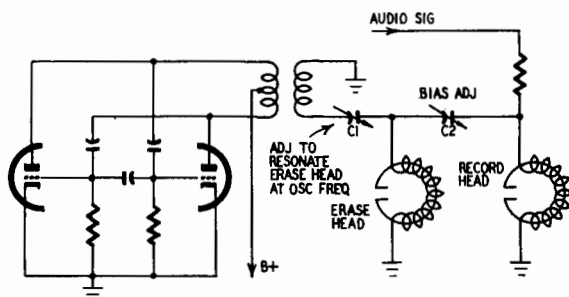 AUDIO SIG
BIAS ADJ
C1
C2
ADJ TO
RESONATE
ERASE HEAD
AT OSC FREQ
RECORD
HEAD
ERASE
HEAD
B+